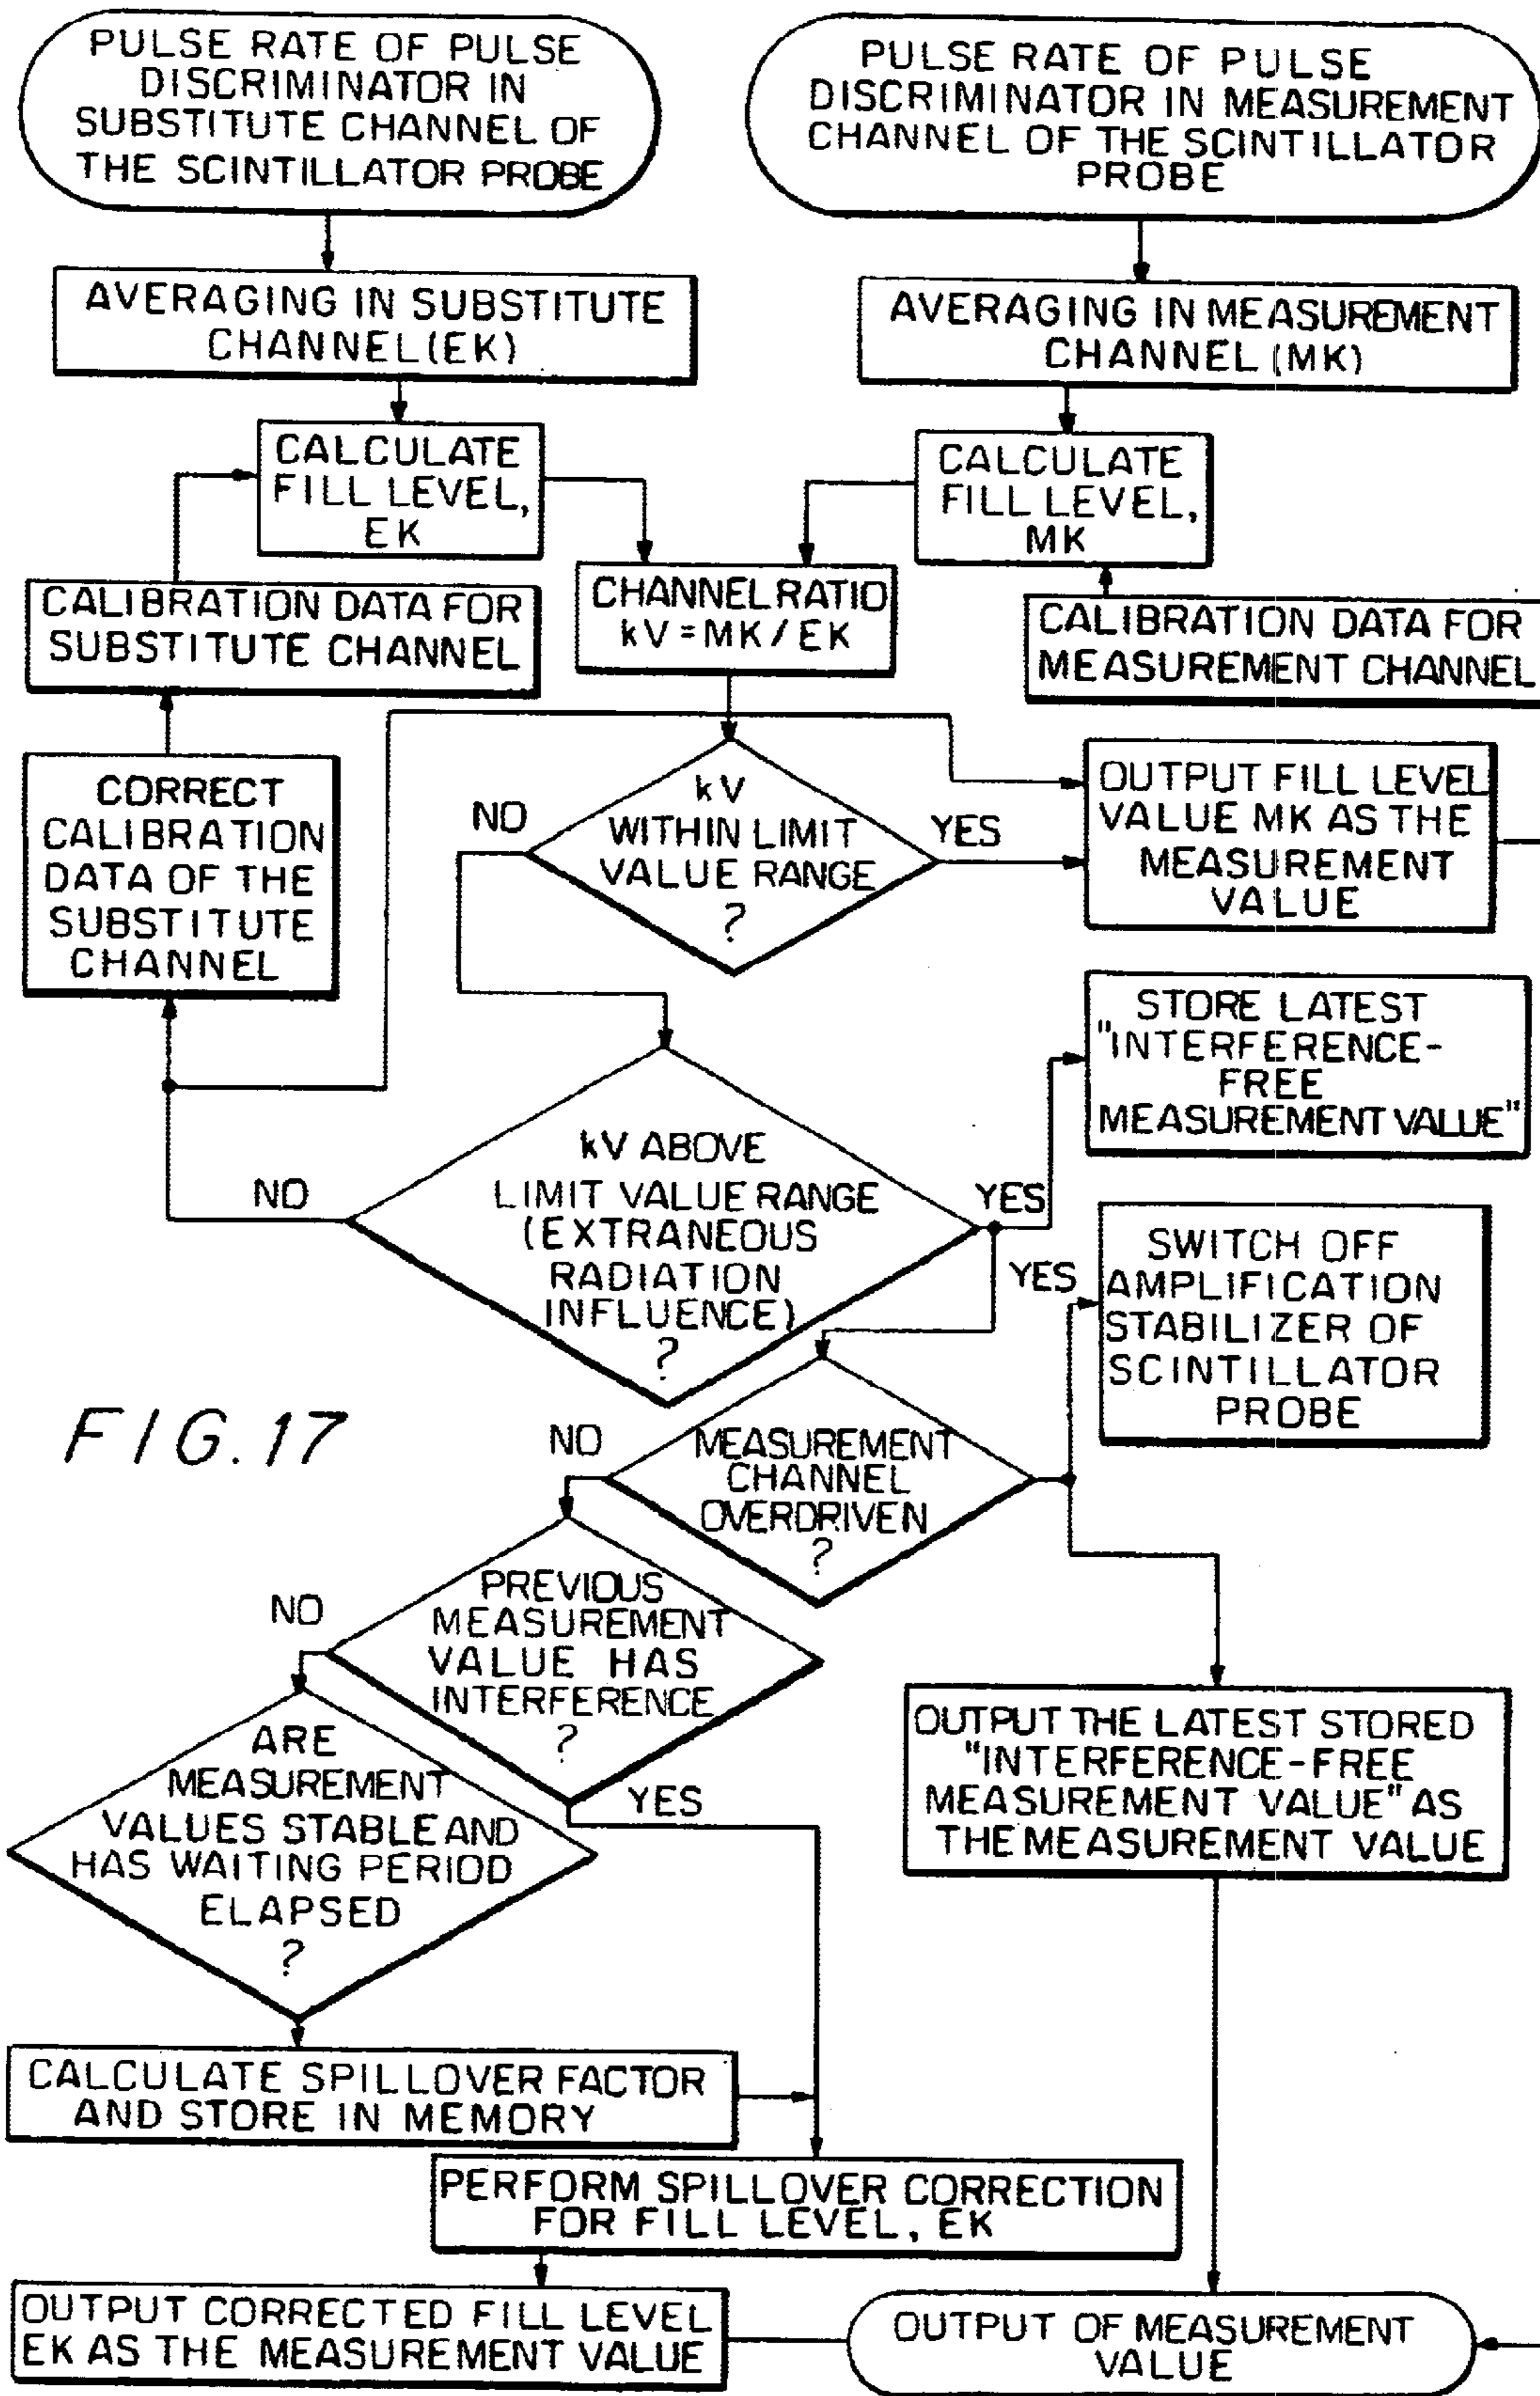 PULSE RATE OF PULSE
DISCRIMINATOR IN
SUBSTITUTE CHANNEL OF
THE SCINTILLATOR PROBE
PULSE RATE OF PULSE
DISCRIMINATOR IN MEASUREMENT
CHANNEL OF THE SCINTILLATOR
PROBE
AVERAGING IN SUBSTITUTE
CHANNEL (EK)
AVERAGING IN MEASUREMENT
CHANNEL (MK)
CALCULATE
FILL LEVEL,
EK
CALCULATE
FILL LEVEL,
MK
CALIBRATION DATA FOR
SUBSTITUTE CHANNEL
CHANNEL RATIO
kV = MK / EK
CALIBRATION DATA FOR
MEASUREMENT CHANNEL
CORRECT
CALIBRATION
DATA OF THE
SUBSTITUTE
CHANNEL
NO
kV
WITHIN LIMIT
VALUE RANGE
?
YES
OUTPUT FILL LEVEL
VALUE MK AS THE
MEASUREMENT
VALUE
STORE LATEST
"INTERFERENCE-
FREE
MEASUREMENT VALUE"
NO
kV ABOVE
LIMIT VALUE RANGE
(EXTRANEOUS
RADIATION
INFLUENCE)
?
YES
YES
SWITCH OFF
AMPLIFICATION
STABILIZER OF
SCINTILLATOR
PROBE
FIG. 17
NO
MEASUREMENT
CHANNEL
OVERDRIVEN
?
NO
PREVIOUS
MEASUREMENT
VALUE HAS
INTERFERENCE
?
YES
ARE
MEASUREMENT
VALUES STABLE AND
HAS WAITING PERIOD
ELAPSED
?
OUTPUT THE LATEST STORED
"INTERFERENCE-FREE
MEASUREMENT VALUE" AS
THE MEASUREMENT VALUE
CALCULATE SPILLOVER FACTOR
AND STORE IN MEMORY
PERFORM SPILLOVER CORRECTION
FOR FILL LEVEL, EK
OUTPUT CORRECTED FILL LEVEL
EK AS THE MEASUREMENT VALUE
OUTPUT OF MEASUREMENT
VALUE